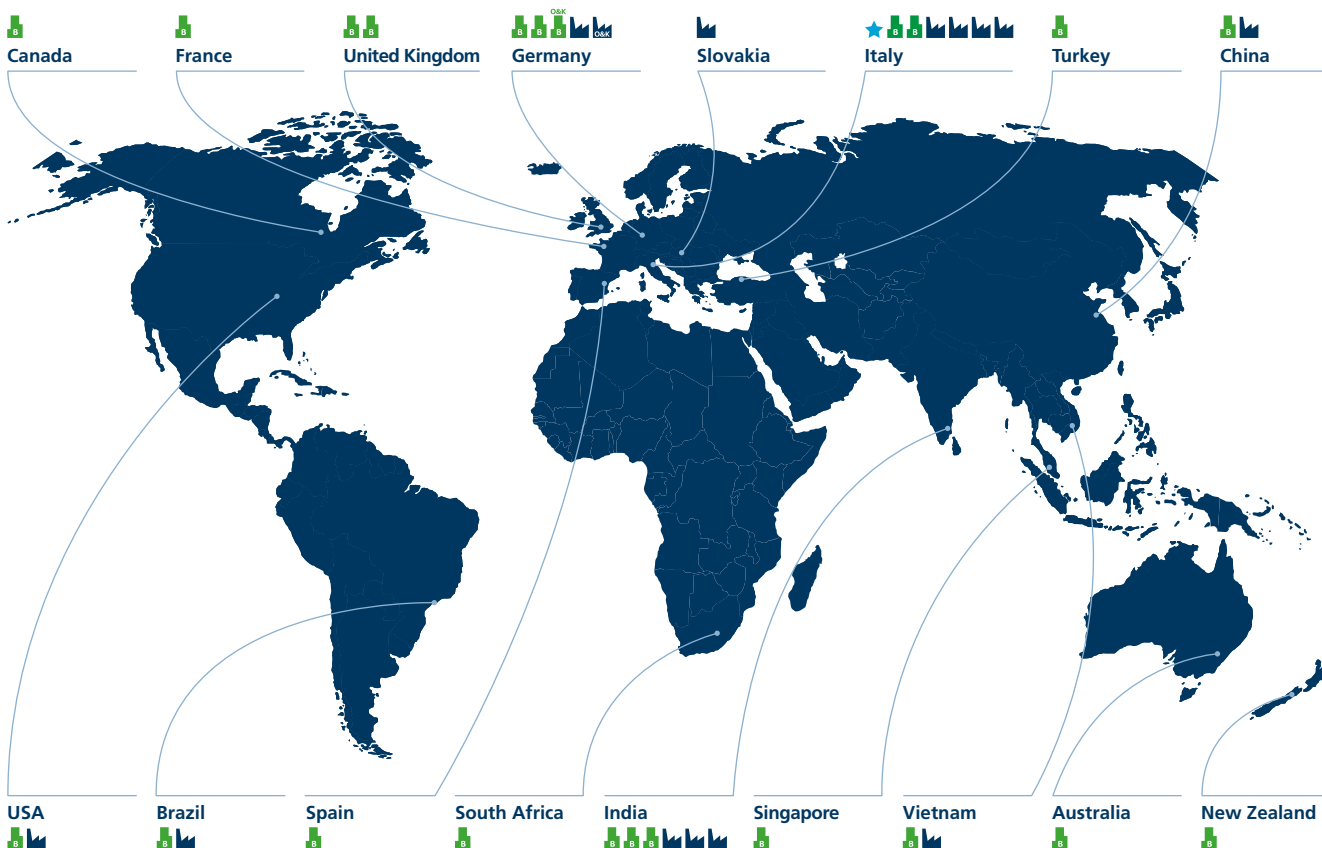 O&K
B B B B B B B O&K B B B B
Canada France United Kingdom Germany Slovakia Italy Turkey China
USA Brazil Spain South Africa India Singapore Vietnam Australia New Zealand
B B B B B B B B B B B